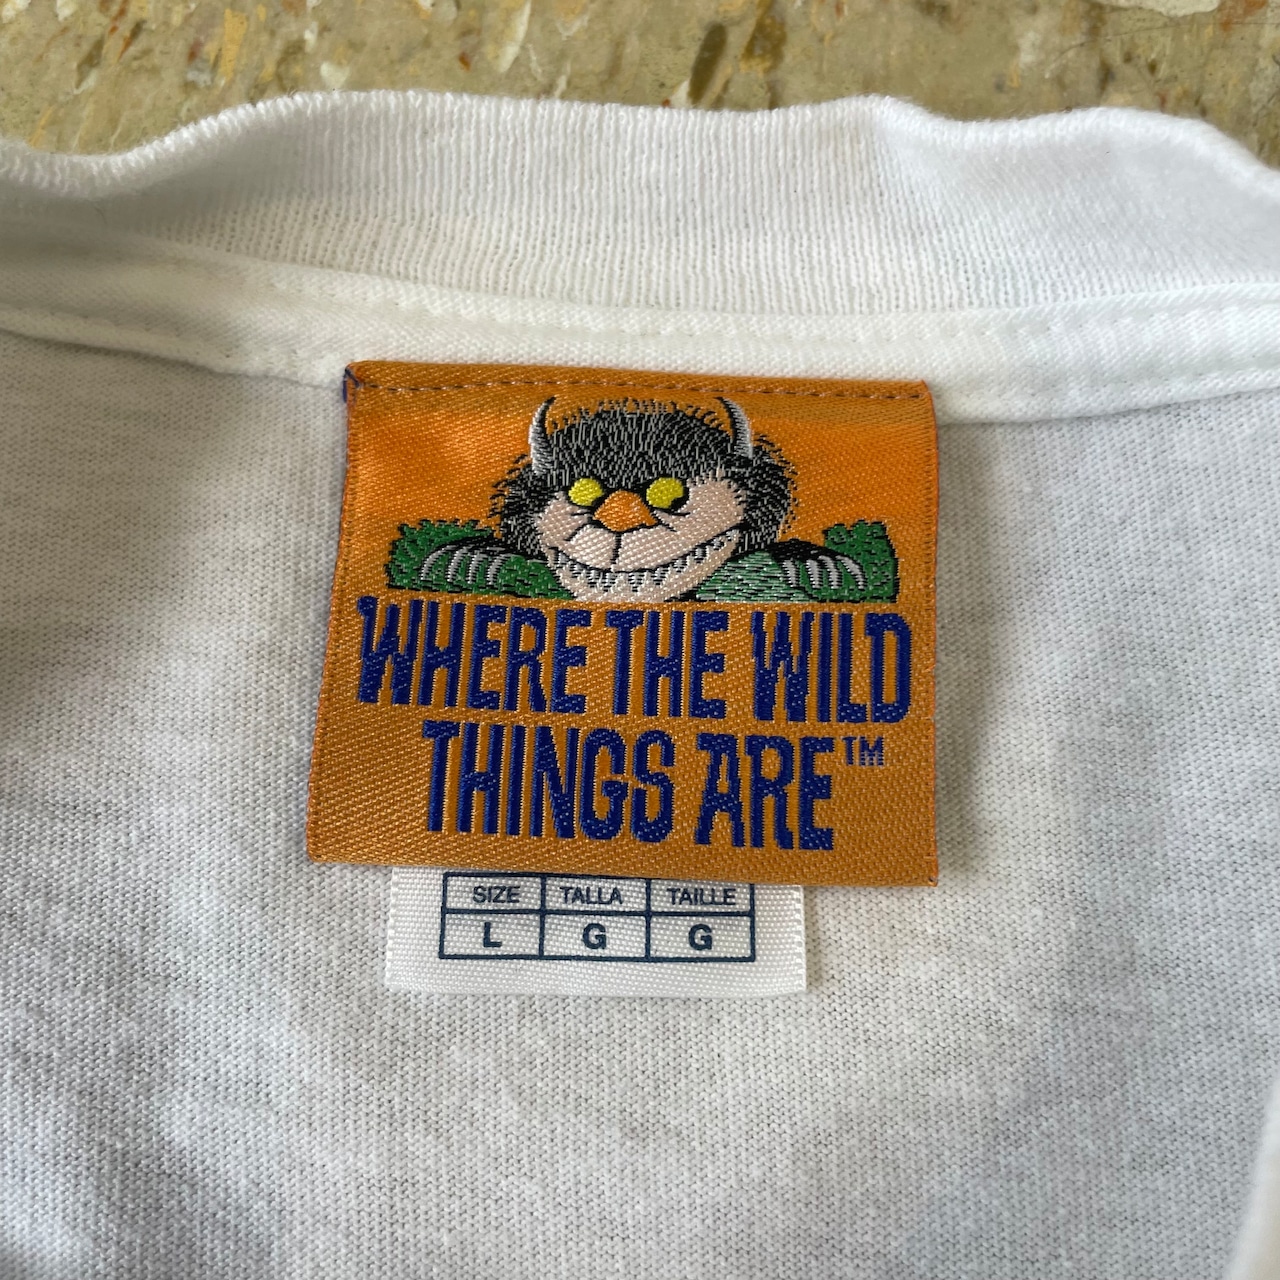 WHERE THE WILD
THINGS ARE™
SIZE TALLA TAILLE
L G G